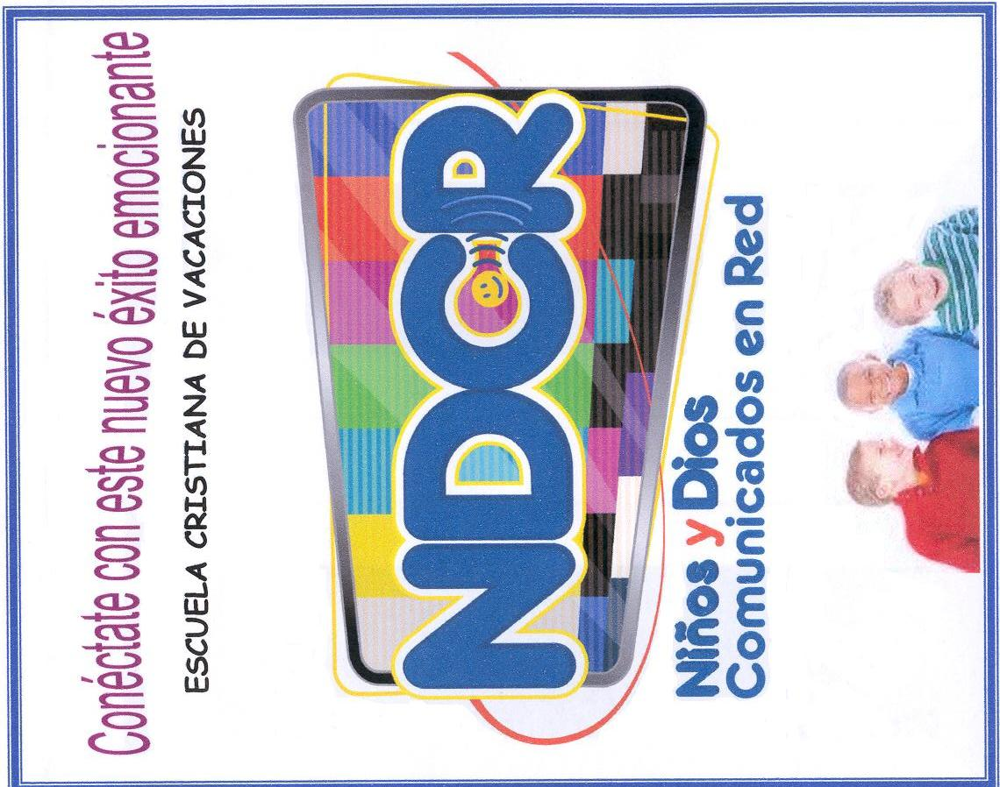 Conéctate con este nuevo éxito emocionante
ESCUELA CRISTIANA DE VACACIONES
NDCR
Niños y Dios
Comunicados en Red